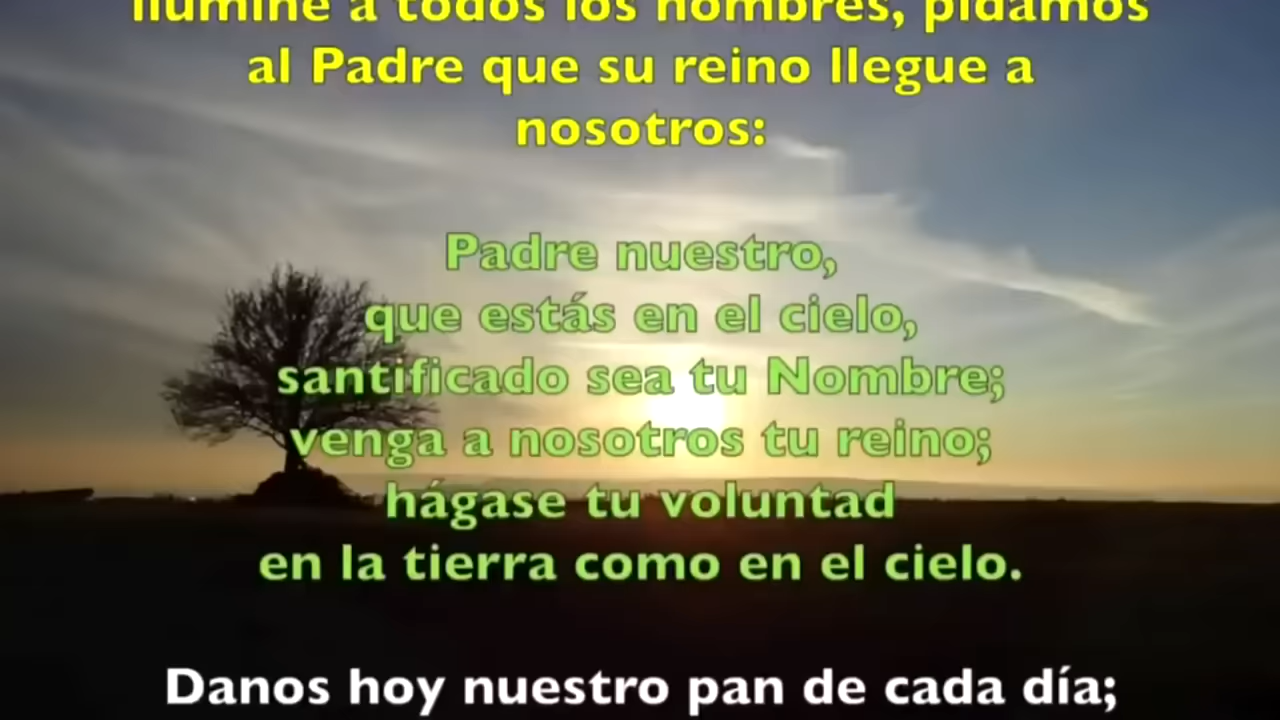 ilumine a todos los hombres, pidamos
al Padre que su reino llegue a
nosotros:
Padre nuestro,
que estás en el cielo,
santificado sea tu Nombre;
venga a nosotros tu reino;
hágase tu voluntad
en la tierra como en el cielo.
Danos hoy nuestro pan de cada día;